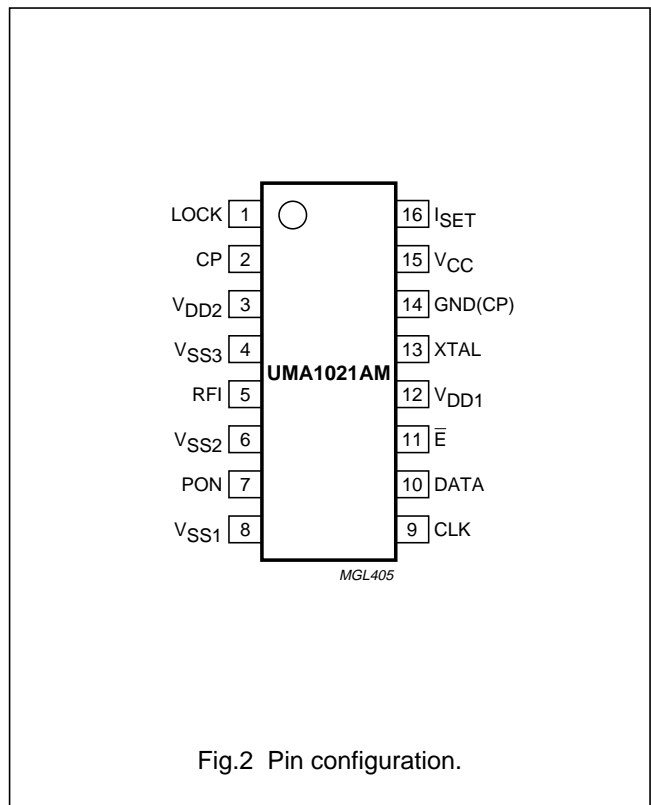 LOCK 1 16 ISET
CP 2 15 VCC
VDD2 3 14 GND(CP)
VSS3 4 13 XTAL
UMA1021AM
RFI 5 12 VDD1
VSS2 6 11 E̅
PON 7 10 DATA
VSS1 8 9 CLK
MGL405
Fig.2 Pin configuration.